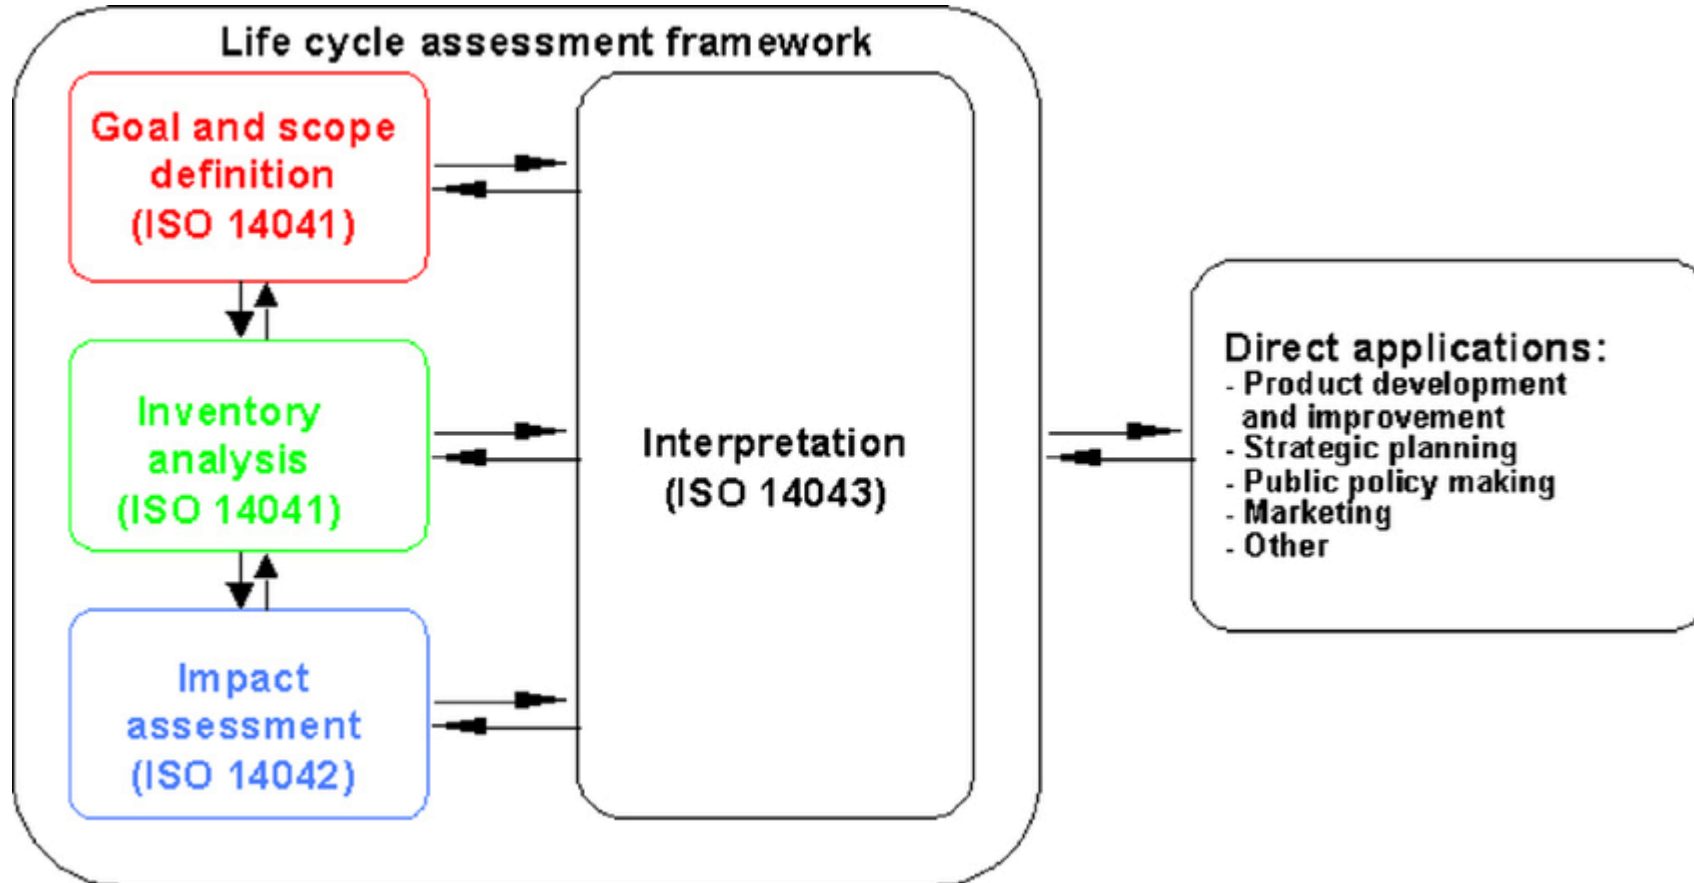 Life cycle assessment framework
Goal and scope
definition
(ISO 14041)
Inventory
analysis
(ISO 14041)
Impact
assessment
(ISO 14042)
Interpretation
(ISO 14043)
Direct applications:
- Product development
and improvement
- Strategic planning
- Public policy making
- Marketing
- Other